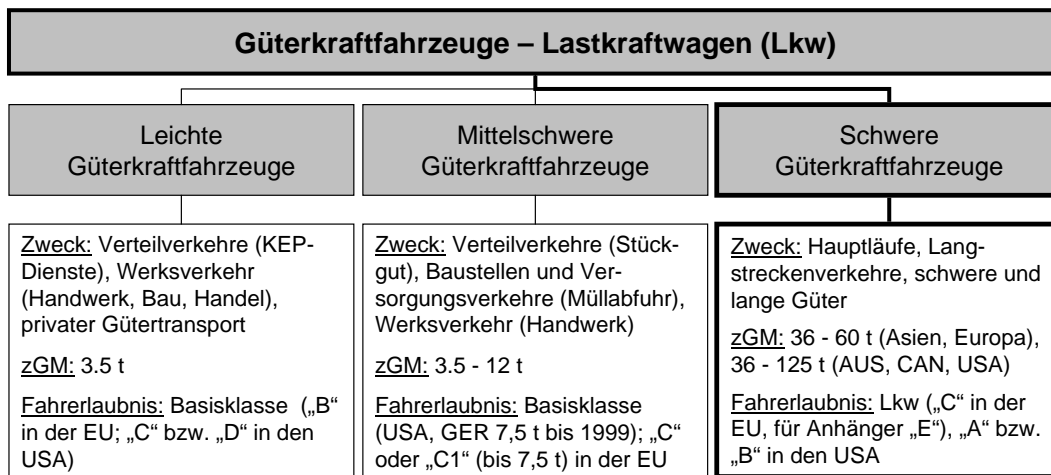 Güterkraftfahrzeuge – Lastkraftwagen (Lkw)
Leichte
Güterkraftfahrzeuge
Mittelschwere
Güterkraftfahrzeuge
Schwere
Güterkraftfahrzeuge
Zweck: Verteilverkehre (KEP-
Dienste), Werksverkehr
(Handwerk, Bau, Handel),
privater Gütertransport
zGM: 3.5 t
Fahrerlaubnis: Basisklasse („B“
in der EU; „C“ bzw. „D“ in den
USA)
Zweck: Verteilverkehre (Stück-
gut), Baustellen und Ver-
sorgungsverkehre (Müllabfuhr),
Werksverkehr (Handwerk)
zGM: 3.5 - 12 t
Fahrerlaubnis: Basisklasse
(USA, GER 7,5 t bis 1999); „C“
oder „C1“ (bis 7,5 t) in der EU
Zweck: Hauptläufe, Lang-
streckenverkehre, schwere und
lange Güter
zGM: 36 - 60 t (Asien, Europa),
36 - 125 t (AUS, CAN, USA)
Fahrerlaubnis: Lkw („C“ in der
EU, für Anhänger „E“), „A“ bzw.
„B“ in den USA